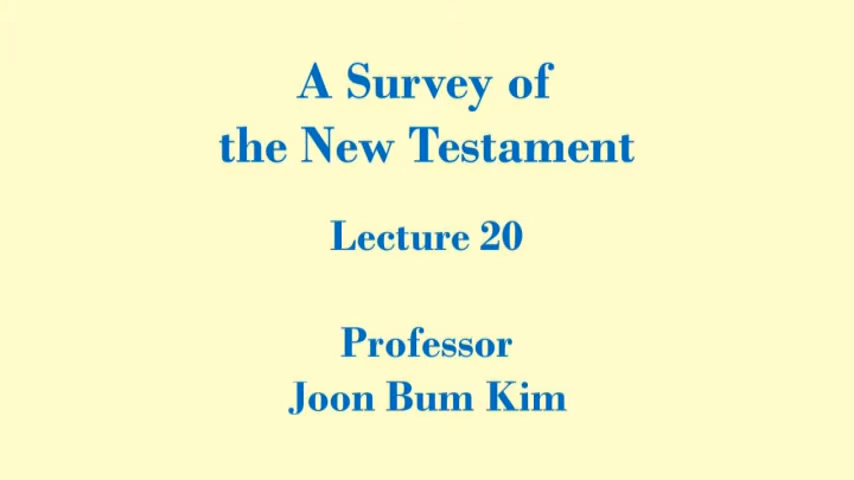 A Survey of
the New Testament
Lecture 20
Professor
Joon Bum Kim